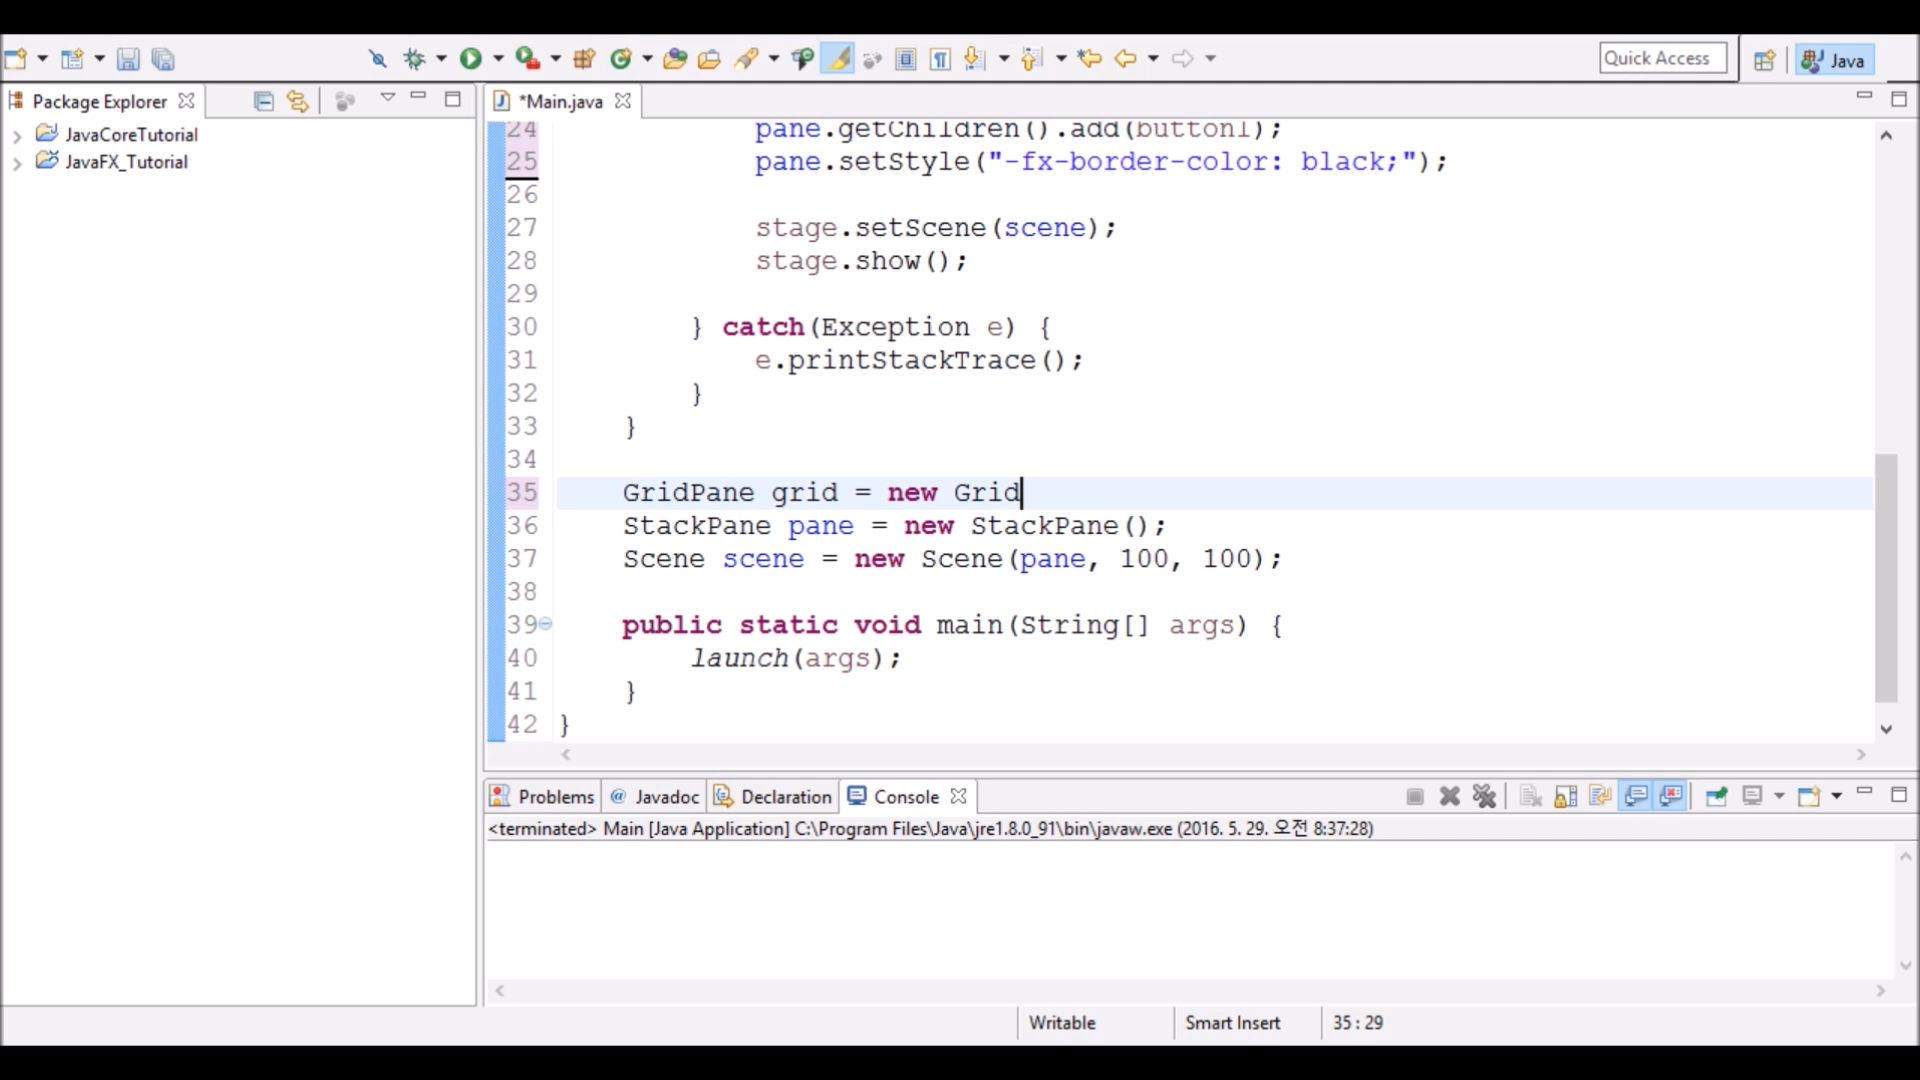 Quick Access
Java
Package Explorer
*Main.java
JavaCoreTutorial
JavaFX_Tutorial
24 pane.getChildren().add(button1);
25 pane.setStyle("-fx-border-color: black;");
26
27 stage.setScene(scene);
28 stage.show();
29
30 } catch(Exception e) {
31 e.printStackTrace();
32 }
33 }
34
35 GridPane grid = new Grid
36 StackPane pane = new StackPane();
37 Scene scene = new Scene(pane, 100, 100);
38
39 public static void main(String[] args) {
40 launch(args);
41 }
42 }
Problems @ Javadoc Declaration Console
<terminated> Main [Java Application] C:\Program Files\Java\jre1.8.0_91\bin\javaw.exe (2016. 5. 29. 오전 8:37:28)
Writable Smart Insert 35 : 29